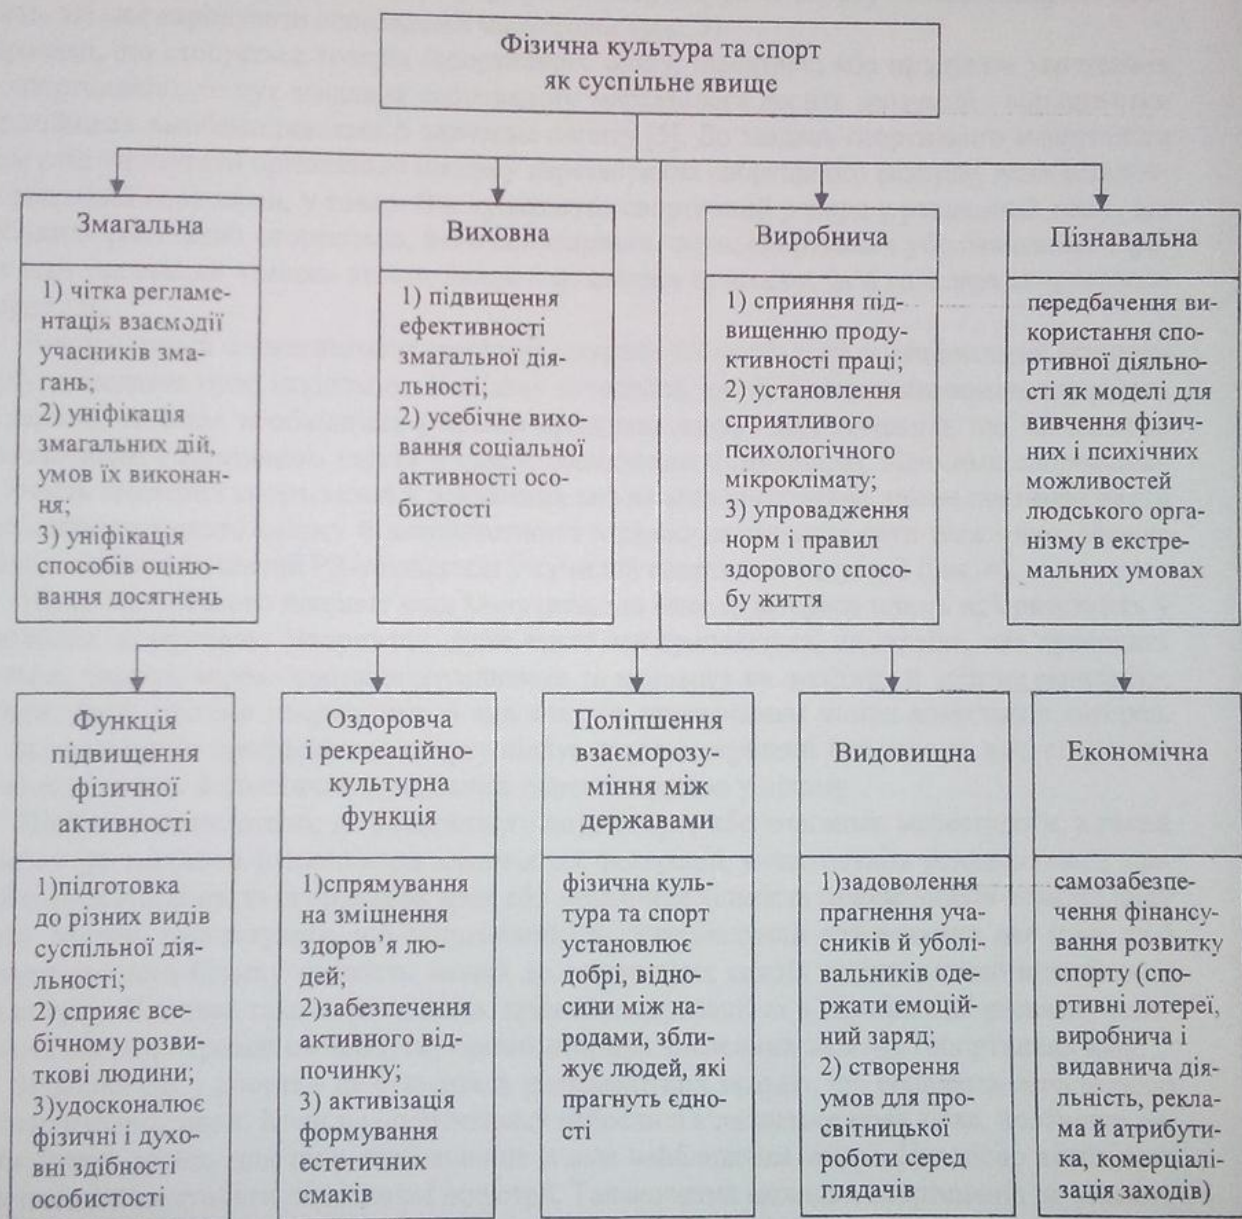 Фізична культура та спорт
як суспільне явище
Змагальна
1) чітка регламе-
нтація взаємодії
учасників зма-
гань;
2) уніфікація
змагальних дій,
умов їх виконан-
ня;
3) уніфікація
способів оціню-
вання досягнень
Виховна
1) підвищення
ефективності
змагальної дія-
льності;
2) усебічне вихо-
вання соціальної
активності осо-
бистості
Виробнича
1) сприяння під-
вищенню проду-
ктивності праці;
2) установлення
сприятливого
психологічного
мікроклімату;
3) упровадження
норм і правил
здорового спосо-
бу життя
Пізнавальна
передбачення ви-
користання спо-
ртивної діяльно-
сті як моделі для
вивчення фізич-
них і психічних
можливостей
людського орга-
нізму в екстре-
мальних умовах
Функція
підвищення
фізичної
активності
1)підготовка
до різних видів
суспільної дія-
льності;
2) сприяє все-
бічному розви-
ткові людини;
3)удосконалює
фізичні і духо-
вні здібності
особистості
Оздоровча
і рекреаційно-
культурна
функція
1)спрямування
на зміцнення
здоров’я лю-
дей;
2)забезпечення
активного від-
починку;
3) активізація
формування
естетичних
смаків
Поліпшення
взаєморозу-
міння між
державами
фізична куль-
тура та спорт
установлює
добрі, відно-
сини між на-
родами, збли-
жує людей, які
прагнуть єдно-
сті
Видовищна
1)задоволення
прагнення уча-
сників й уболі-
вальників оде-
ржати емоцій-
ний заряд;
2) створення
умов для про-
світницької
роботи серед
глядачів
Економічна
самозабезпе-
чення фінансу-
вання розвитку
спорту (спо-
ртивні лотереї,
виробнича і
видавнича дія-
льність, рекла-
ма й атрибути-
ка, комерціалі-
зація заходів)